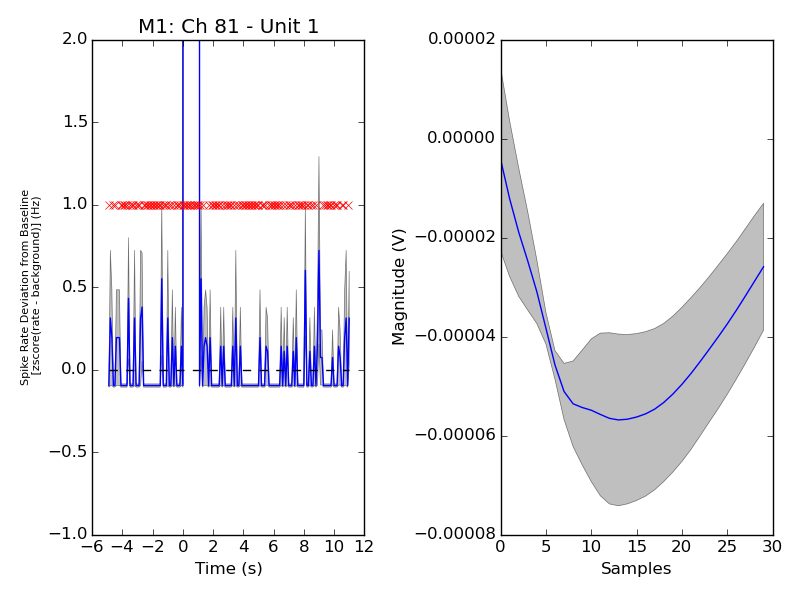 M1: Ch 81 - Unit 1
2.0
1.5
1.0
0.5
0.0
−0.5
−1.0
−6 −4 −2 0 2 4 6 8 10 12
Time (s)
Spike Rate Deviation from Baseline
[zscore(rate - background)] (Hz)
0.00002
0.00000
−0.00002
−0.00004
−0.00006
−0.00008
0 5 10 15 20 25 30
Samples
Magnitude (V)